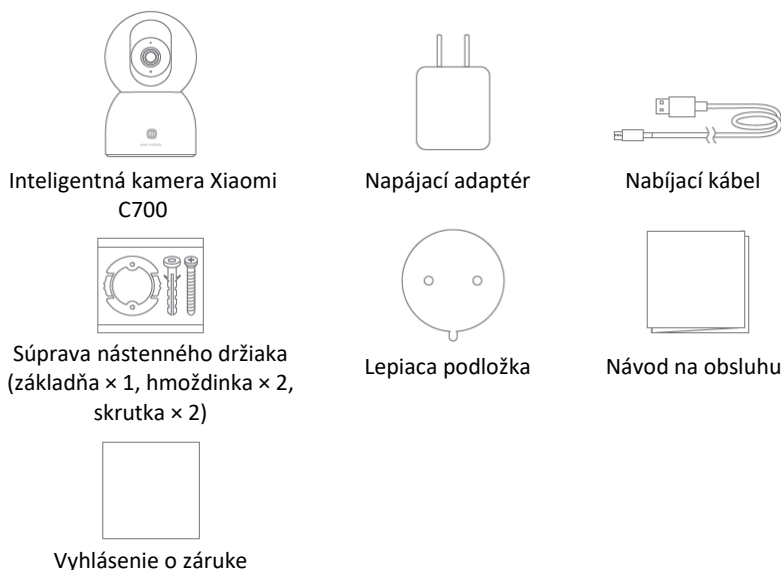 Inteligentná kamera Xiaomi
C700
Napájací adaptér
Nabíjací kábel
Súprava nástenného držiaka
(základňa × 1, hmoždinka × 2,
skrutka × 2)
Lepiaca podložka
Návod na obsluhu
Vyhlásenie o záruke